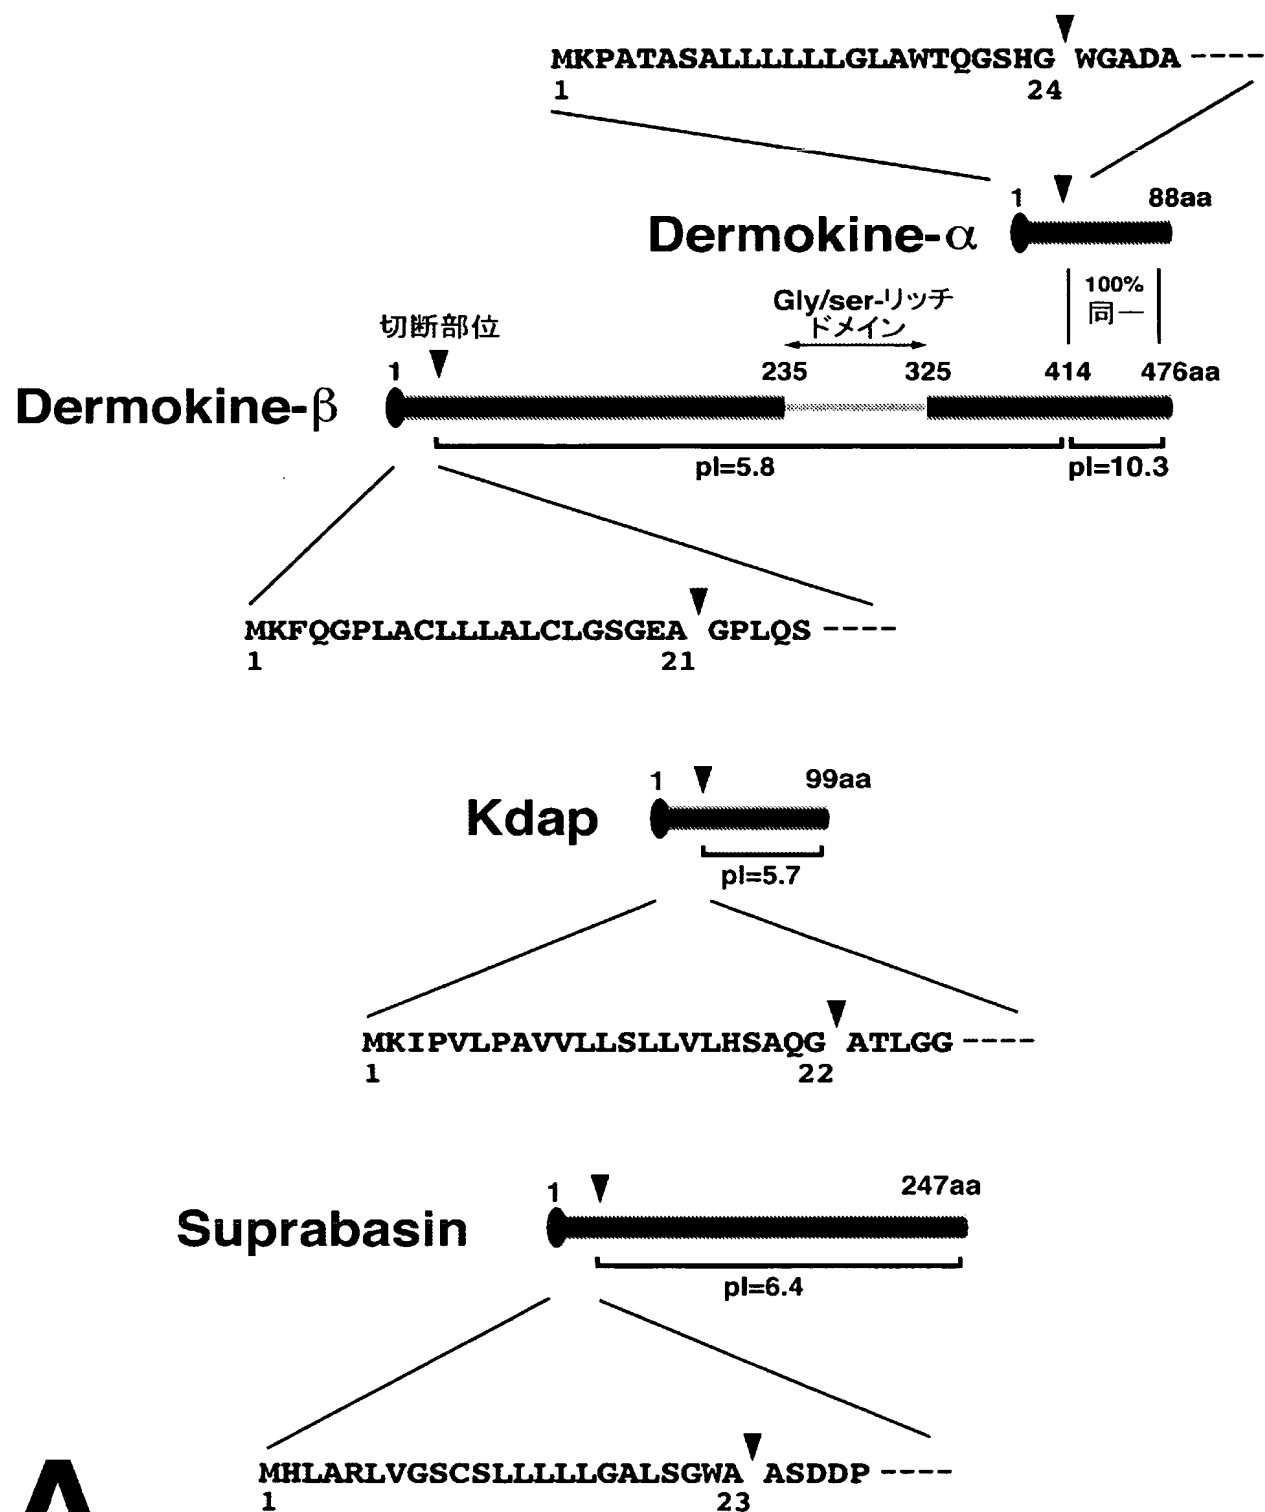 MKPATASALLLLLLGLAWTQGSHG WGADA ----
1 24
1 88aa
Dermokine-α
100%
同一
Gly/ser-リッチ
ドメイン
切断部位
1 235 325 414 476aa
Dermokine-β
pI=5.8 pI=10.3
MKFQGPLACLLLALCLGSGEA GPLQS ----
1 21
1 99aa
Kdap
pI=5.7
MKIPVLPAVVLLSLLVLHSAQG ATLGG ----
1 22
1 247aa
Suprabasin
pI=6.4
MHLARLVGSCSLLLLLGALSGWA ASDDP ----
1 23
A